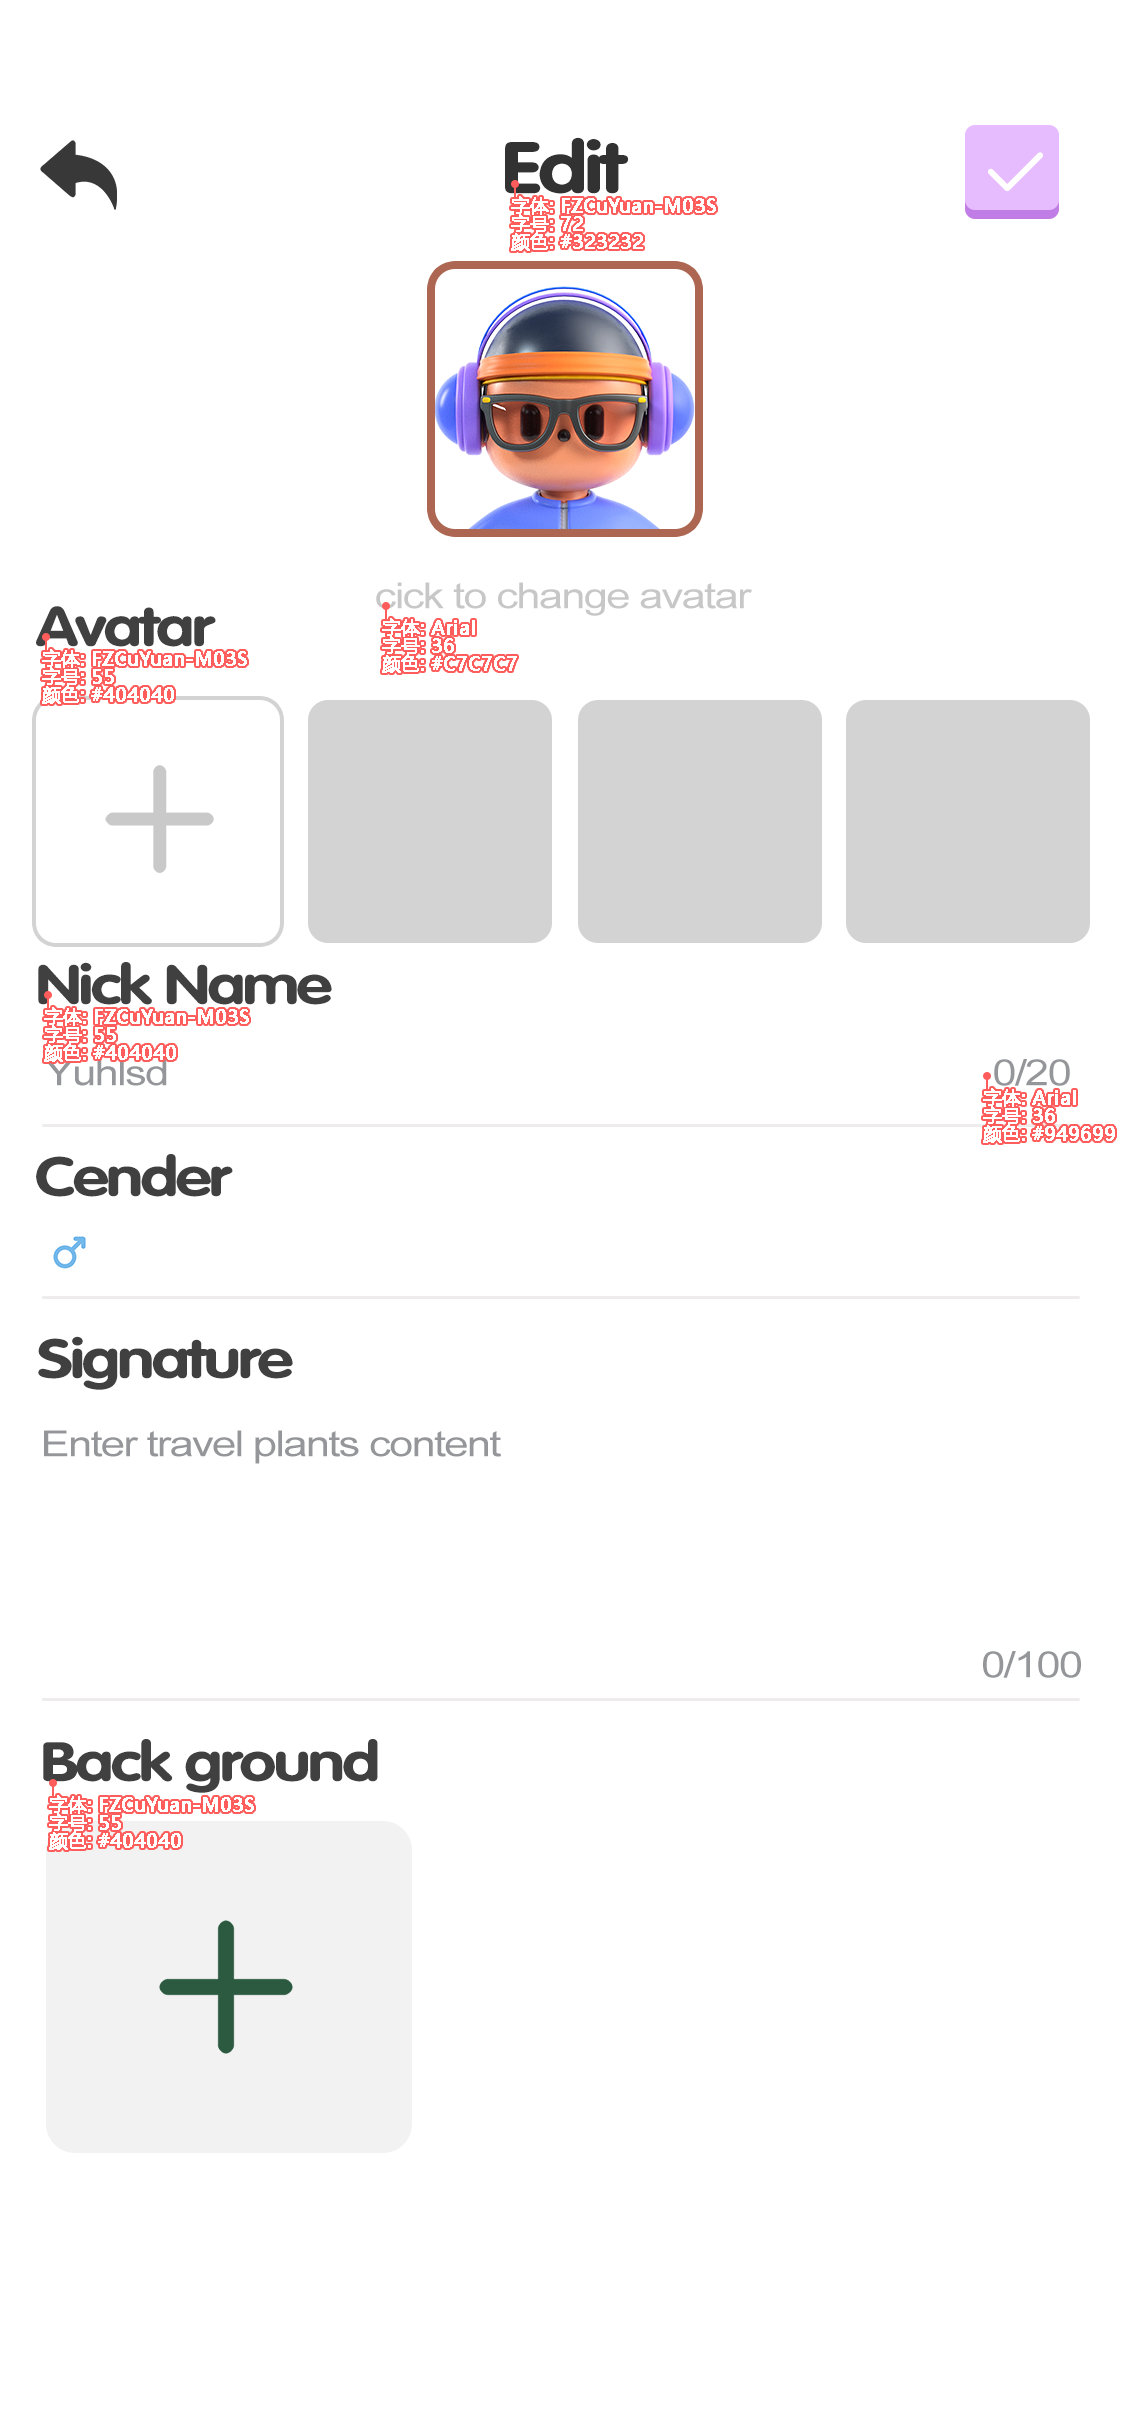 Edit
字体: FZCuYuan-M03S
字号: 72
颜色: #323232
cick to change avatar
字体: Arial
字号: 36
颜色: #C7C7C7
Avatar
字体: FZCuYuan-M03S
字号: 55
颜色: #404040
Nick Name
字体: FZCuYuan-M03S
字号: 55
颜色: #404040
Yuhlsd
0/20
字体: Arial
字号: 36
颜色: #949699
Cender
Signature
Enter travel plants content
0/100
Back ground
字体: FZCuYuan-M03S
字号: 55
颜色: #404040